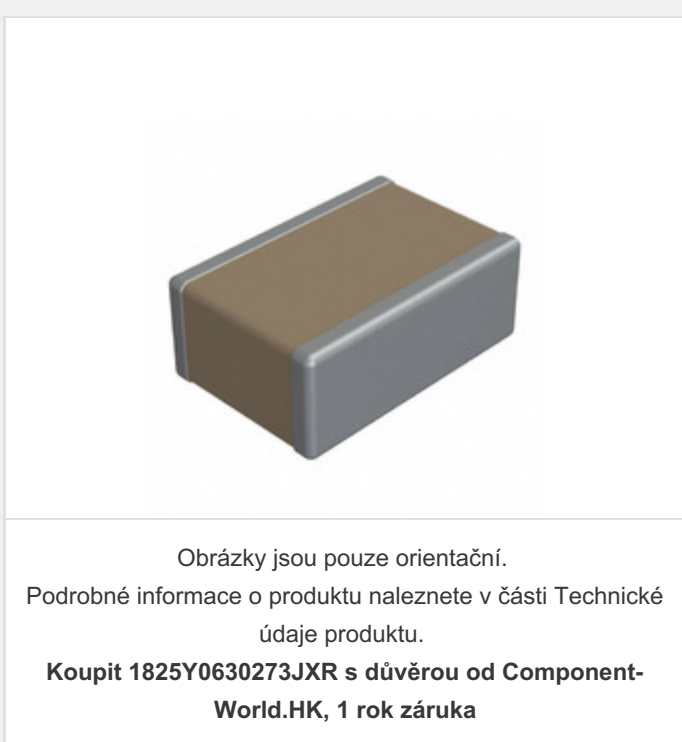 Obrázky jsou pouze orientační.
Podrobné informace o produktu naleznete v části Technické
údaje produktu.
Koupit 1825Y0630273JXR s důvěrou od Component-
World.HK, 1 rok záruka